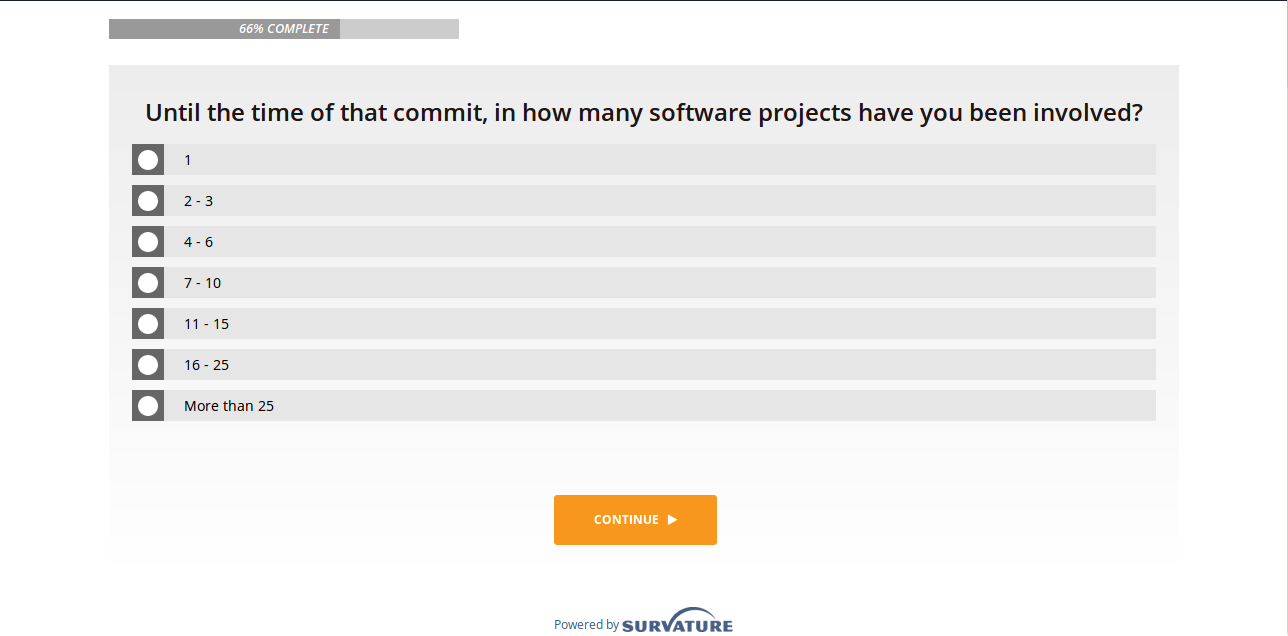 66% COMPLETE
Until the time of that commit, in how many software projects have you been involved?
1
2 - 3
4 - 6
7 - 10
11 - 15
16 - 25
More than 25
CONTINUE
Powered by SURVATURE